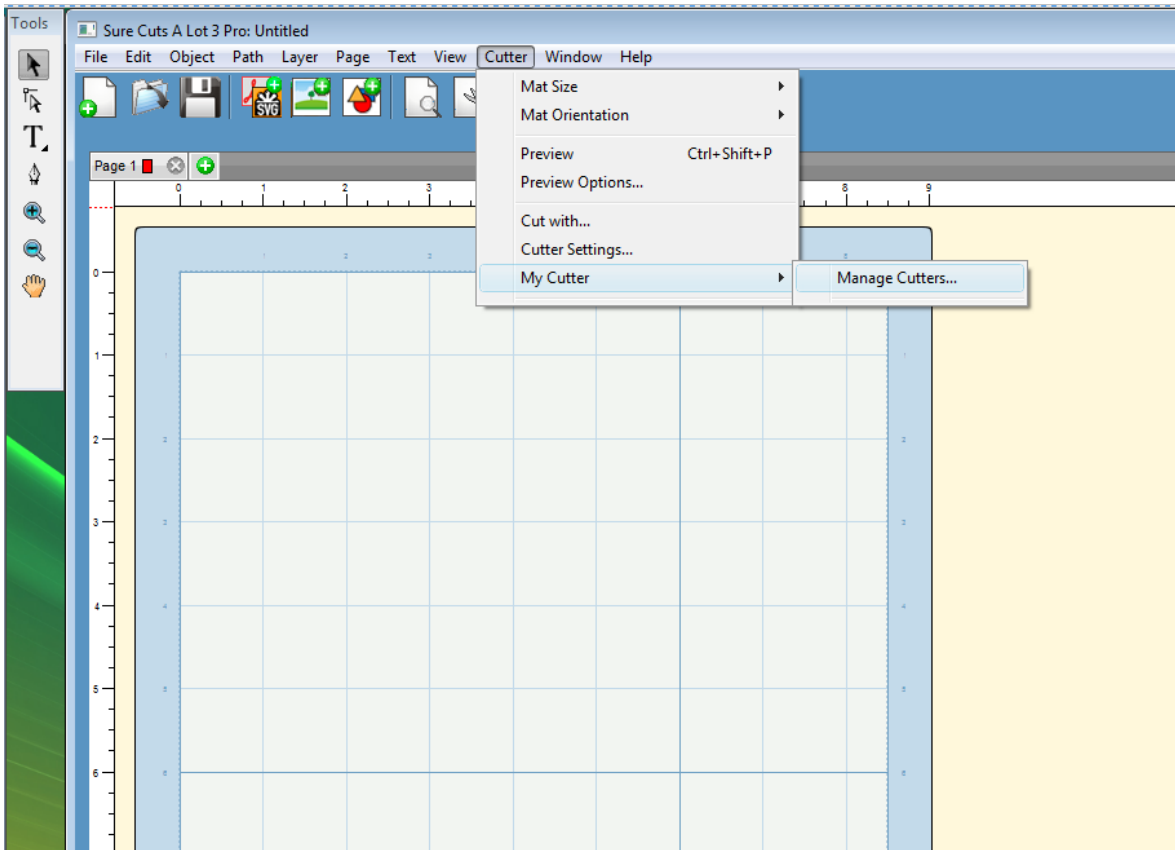 Tools
Sure Cuts A Lot 3 Pro: Untitled
File Edit Object Path Layer Page Text View Cutter Window Help
T
SVG
Mat Size
Mat Orientation
Preview Ctrl+Shift+P
Preview Options...
Cut with...
Cutter Settings...
My Cutter
Manage Cutters...
Page 1
0 1 2 3 8 9
0
1
2
3
4
5
6